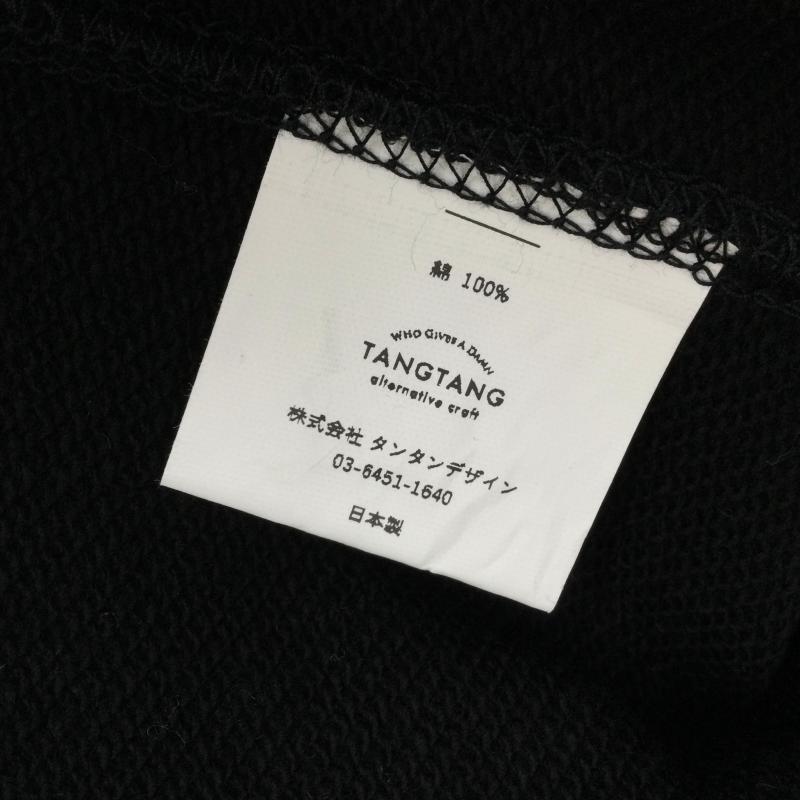 綿 100%
WHO GIVES A DAMN
TANGTANG
alternative craft
株式会社 タンタンデザイン
03-6451-1640
日本製